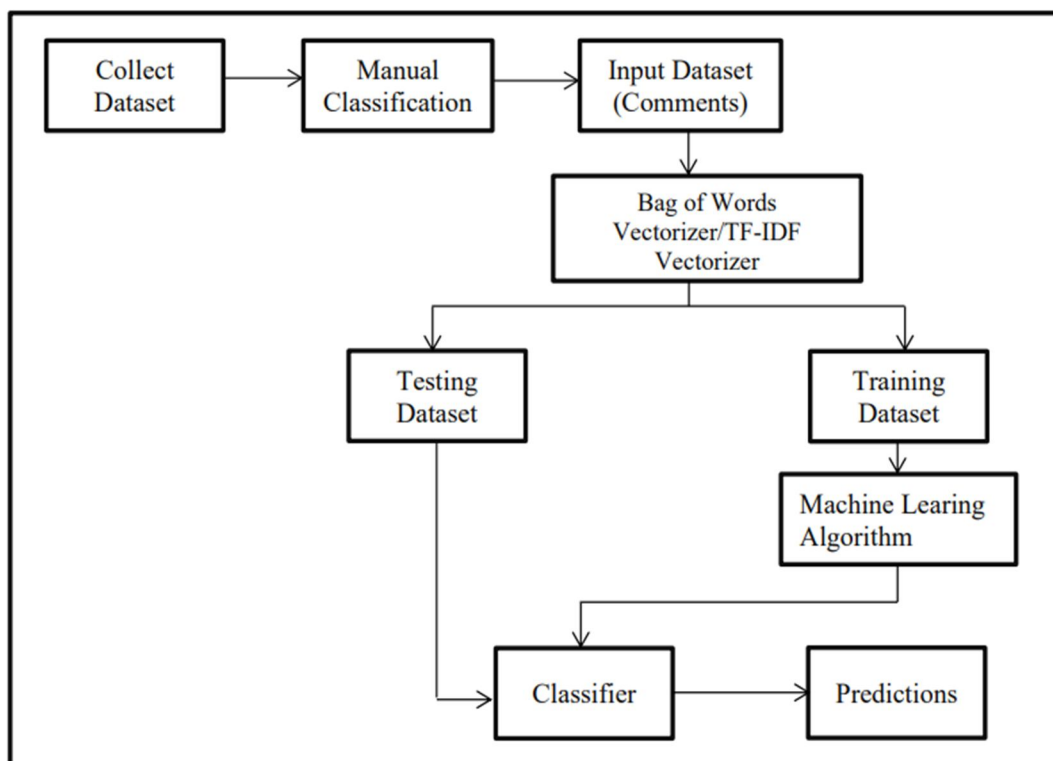 Collect
Dataset
Manual
Classification
Input Dataset
(Comments)
Bag of Words
Vectorizer/TF-IDF
Vectorizer
Testing
Dataset
Training
Dataset
Machine Learing
Algorithm
Classifier
Predictions